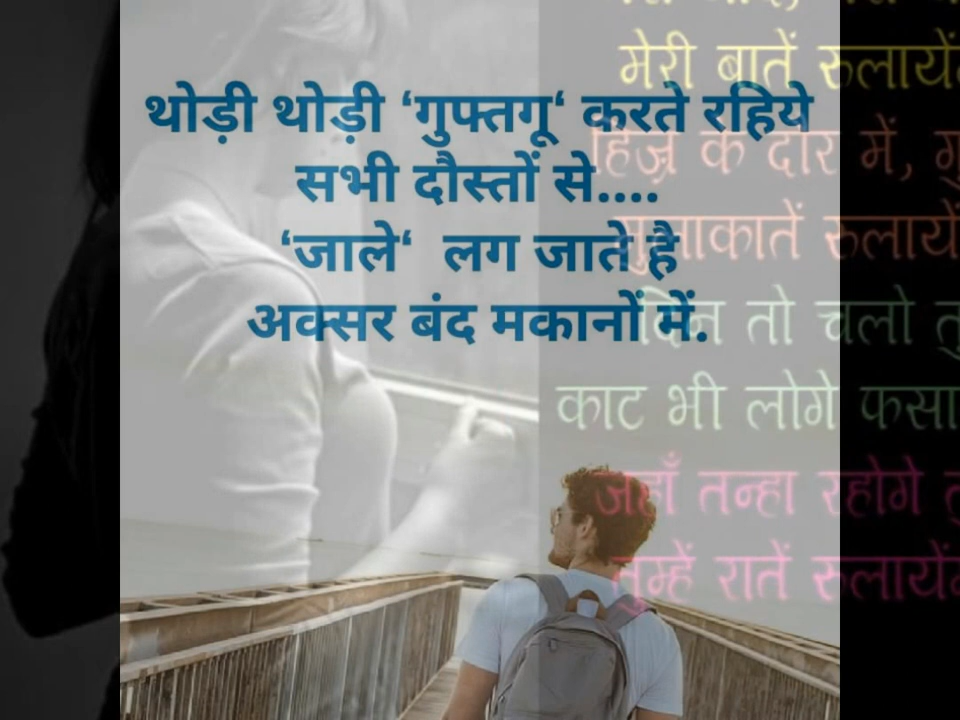 थोड़ी थोड़ी ‘गुफ्तगू‘ करते रहिये
सभी दौस्तों से....
‘जाले‘ लग जाते है
अक्सर बंद मकानों में.
मेरी बातें रुलायें
हिज्र के दौर में,
मुलाकातें रुलायें
दिन तो चलो
काट भी लोगे
जहाँ तन्हा रहोगे
तुम्हें रातें रुलायें